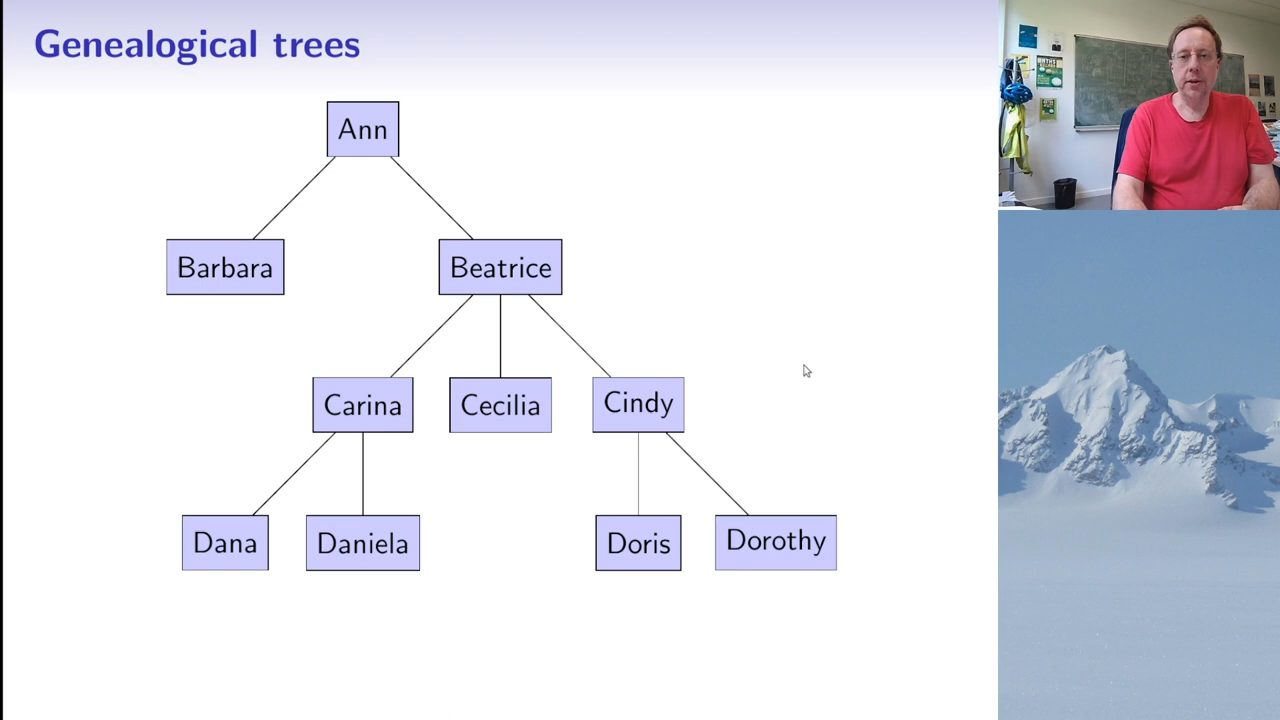 Genealogical trees
Ann
Barbara
Beatrice
Carina
Cecilia
Cindy
Dana
Daniela
Doris
Dorothy